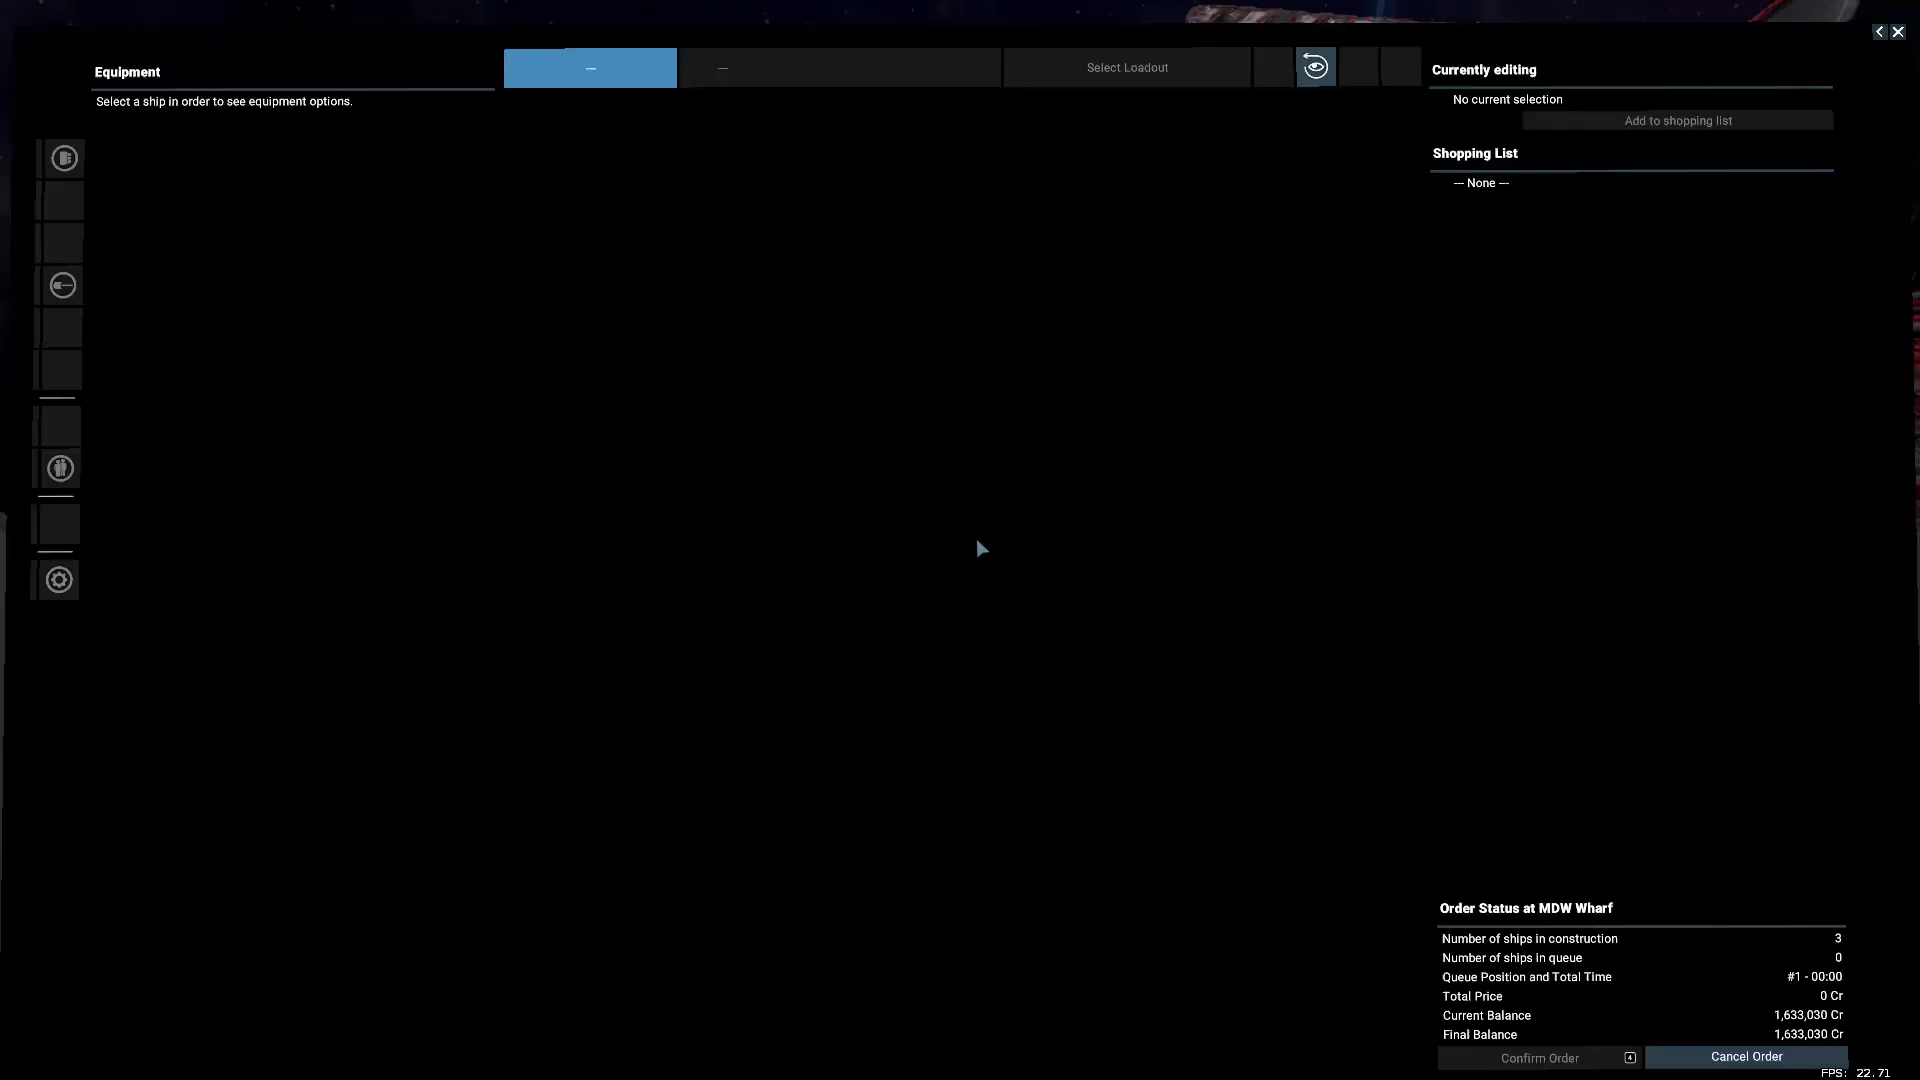 Equipment
Select a ship in order to see equipment options.
---
---
Select Loadout
Currently editing
No current selection
Add to shopping list
Shopping List
--- None ---
Order Status at MDW Wharf
Number of ships in construction 3
Number of ships in queue 0
Queue Position and Total Time #1 - 00:00
Total Price 0 Cr
Current Balance 1,633,030 Cr
Final Balance 1,633,030 Cr
Confirm Order 4
Cancel Order
FPS: 22.71